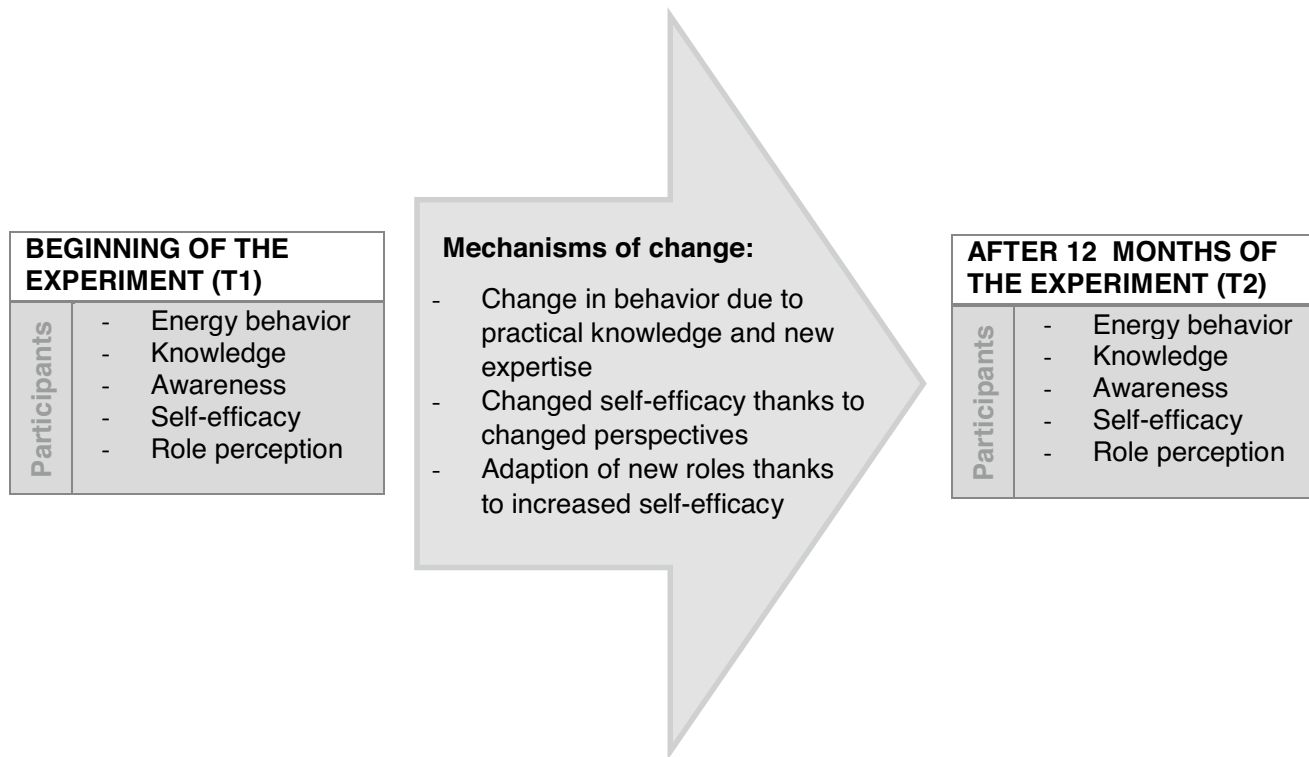 BEGINNING OF THE
EXPERIMENT (T1)
Participants
- Energy behavior
- Knowledge
- Awareness
- Self-efficacy
- Role perception
Mechanisms of change:
- Change in behavior due to
practical knowledge and new
expertise
- Changed self-efficacy thanks to
changed perspectives
- Adaption of new roles thanks
to increased self-efficacy
AFTER 12 MONTHS OF
THE EXPERIMENT (T2)
Participants
- Energy behavior
- Knowledge
- Awareness
- Self-efficacy
- Role perception